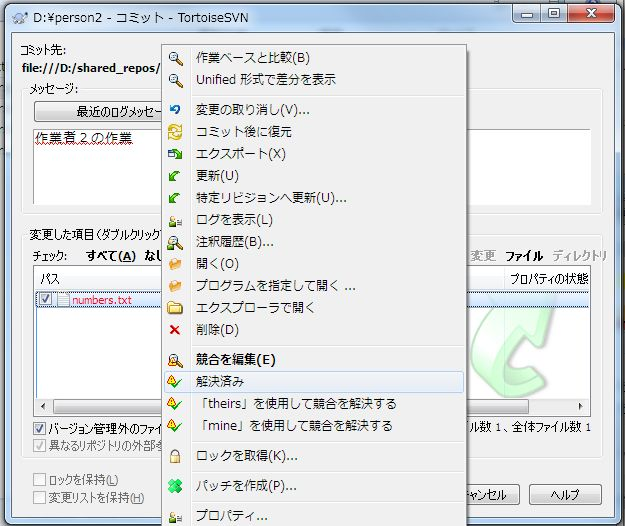 D:¥person2 - コミット - TortoiseSVN
コミット先:
file:///D:/shared_repos/
メッセージ:
最近のログメッセー
作業者２の作業
変更した項目(ダブルクリック
チェック: すべて(A) なし
変更 ファイル ディレクトリ
パス
プロパティの状態
numbers.txt
バージョン管理外のファイ
ル数 1、全体ファイル数 1
異なるリポジトリの外部
ロックを保持(L)
変更リストを保持(H)
ャンセル
ヘルプ
作業ベースと比較(B)
Unified 形式で差分を表示
変更の取り消し(V)...
コミット後に復元
エクスポート(X)
更新(U)
特定リビジョンへ更新(U)...
ログを表示(L)
注釈履歴(B)...
開く(O)
プログラムを指定して開く ...
エクスプローラで開く
削除(D)
競合を編集(E)
解決済み
「theirs」を使用して競合を解決する
「mine」を使用して競合を解決する
ロックを取得(K)...
パッチを作成(P)...
プロパティ...